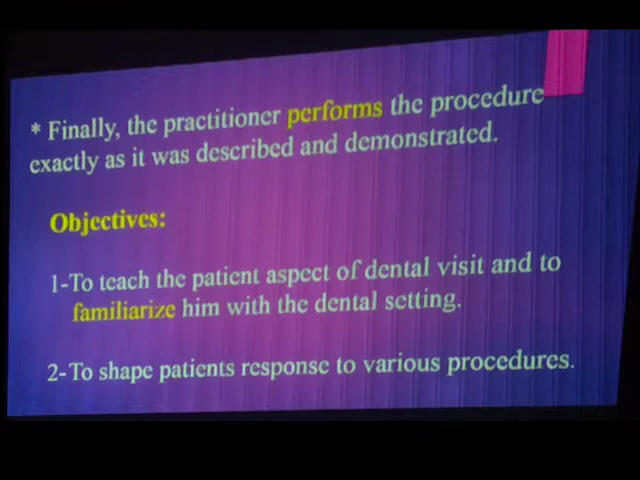 * Finally, the practitioner performs the procedure
exactly as it was described and demonstrated.
Objectives:
1-To teach the patient aspect of dental visit and to
familiarize him with the dental setting.
2-To shape patients response to various procedures.